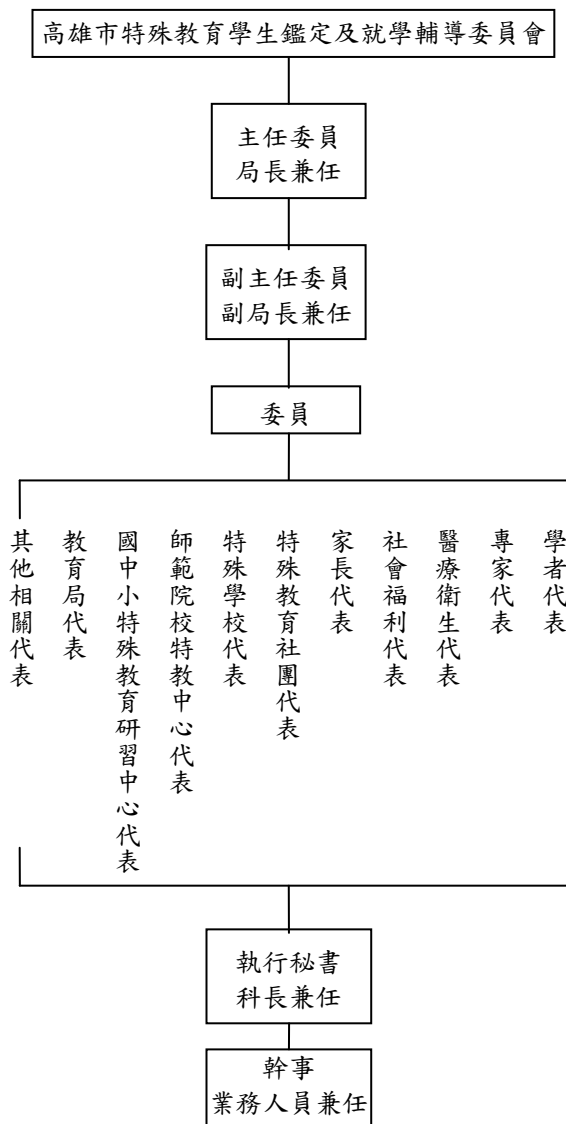 高雄市特殊教育學生鑑定及就學輔導委員會
主任委員
局長兼任
副主任委員
副局長兼任
委員
學者代表
專家代表
醫療衛生代表
社會福利代表
家長代表
特殊教育社團代表
特殊學校代表
師範院校特教中心代表
國中小特殊教育研習中心代表
教育局代表
其他相關代表
執行秘書
科長兼任
幹事
業務人員兼任